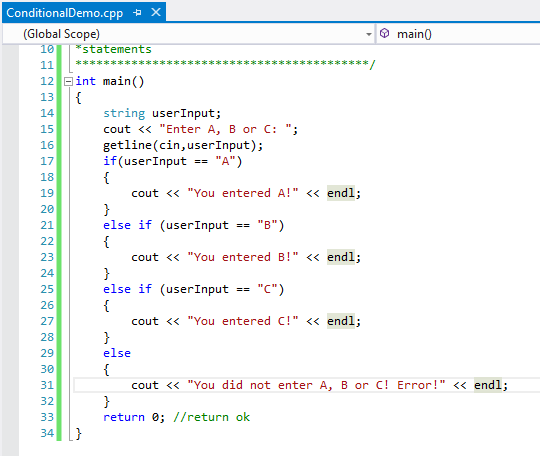 ConditionalDemo.cpp
(Global Scope) main()
10 *statements
11 ******************************************/
12 int main()
13 {
14 string userInput;
15 cout << "Enter A, B or C: ";
16 getline(cin,userInput);
17 if(userInput == "A")
18 {
19 cout << "You entered A!" << endl;
20 }
21 else if (userInput == "B")
22 {
23 cout << "You entered B!" << endl;
24 }
25 else if (userInput == "C")
26 {
27 cout << "You entered C!" << endl;
28 }
29 else
30 {
31 cout << "You did not enter A, B or C! Error!" << endl;
32 }
33 return 0; //return ok
34 }